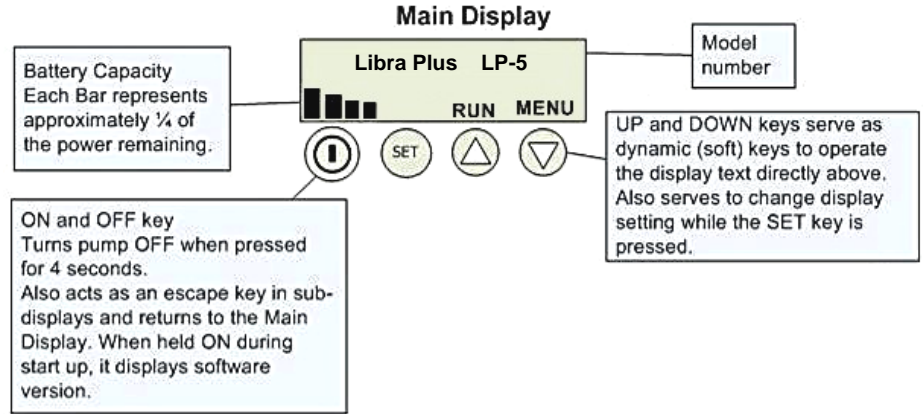 Main Display
Battery Capacity
Each Bar represents
approximately ¼ of
the power remaining.
Libra Plus LP-5
RUN MENU
SET
Model
number
UP and DOWN keys serve as
dynamic (soft) keys to operate
the display text directly above.
Also serves to change display
setting while the SET key is
pressed.
ON and OFF key
Turns pump OFF when pressed
for 4 seconds.
Also acts as an escape key in sub-
displays and returns to the Main
Display. When held ON during
start up, it displays software
version.